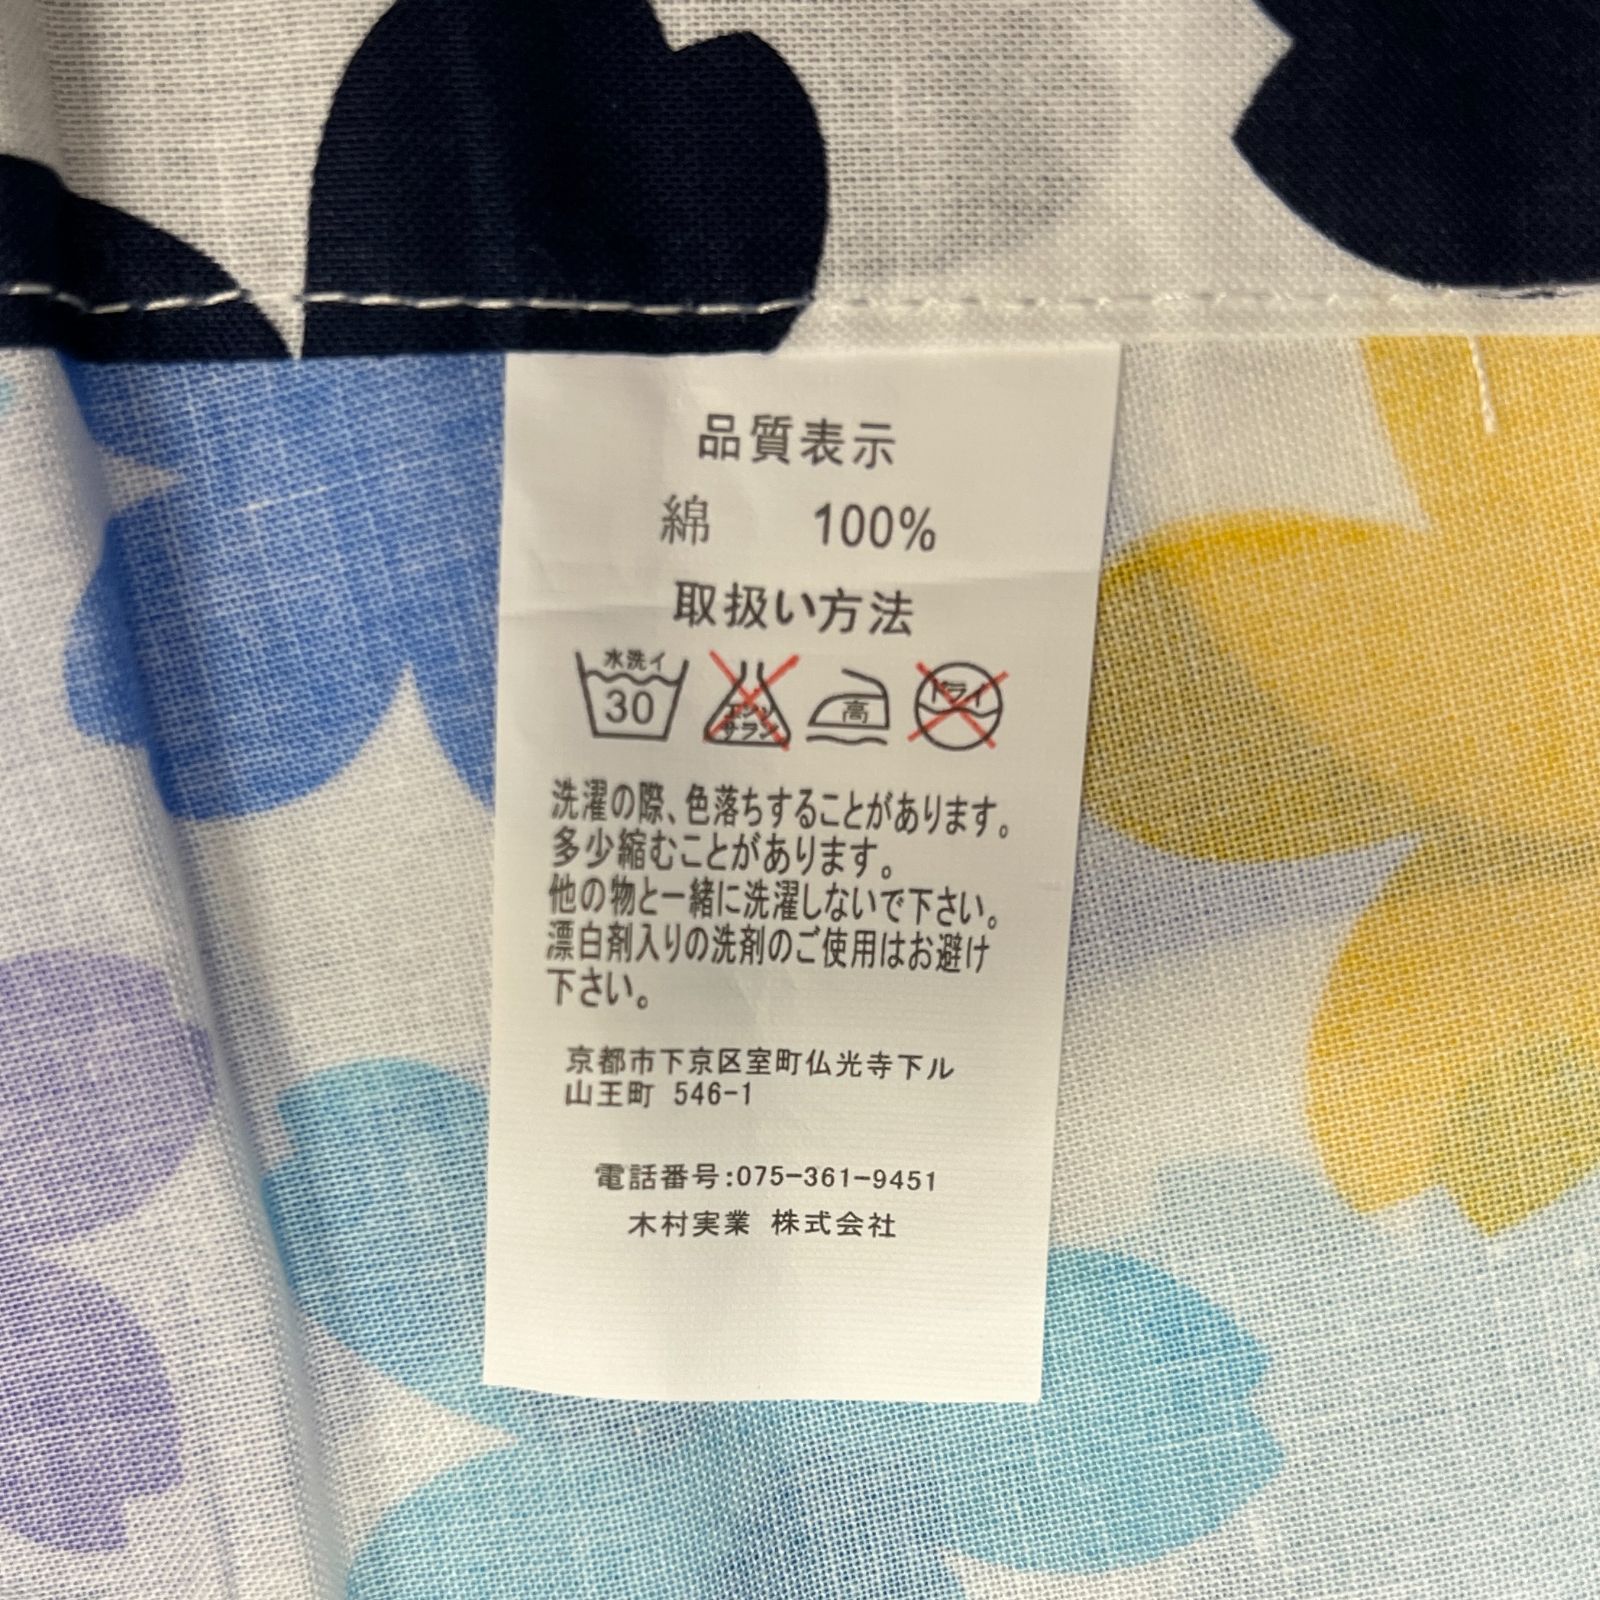 品質表示
綿 100%
取扱い方法
水洗イ
30
エンソ
サラシ
高
ドライ
洗濯の際、色落ちすることがあります。
多少縮むことがあります。
他の物と一緒に洗濯しないで下さい。
漂白剤入りの洗剤のご使用はお避け
下さい。
京都市下京区室町仏光寺下ル
山王町 546-1
電話番号:075-361-9451
木村実業 株式会社